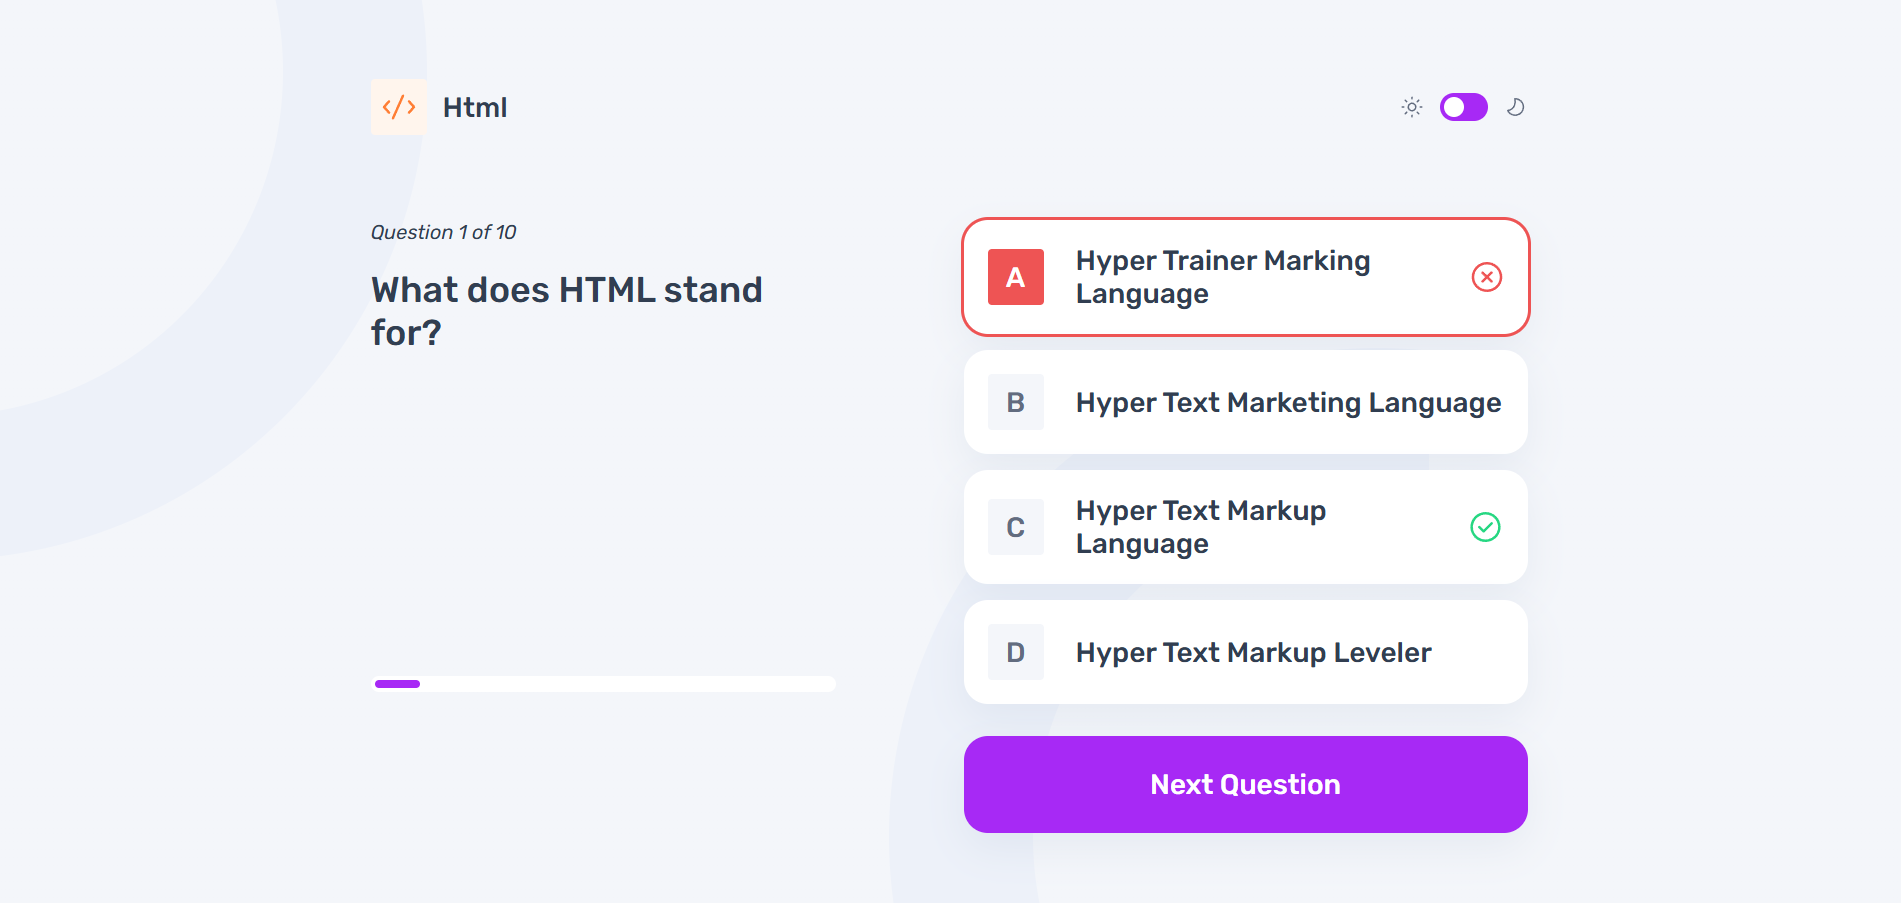 Html
Question 1 of 10
What does HTML stand
for?
A
Hyper Trainer Marking
Language
B
Hyper Text Marketing Language
C
Hyper Text Markup
Language
D
Hyper Text Markup Leveler
Next Question